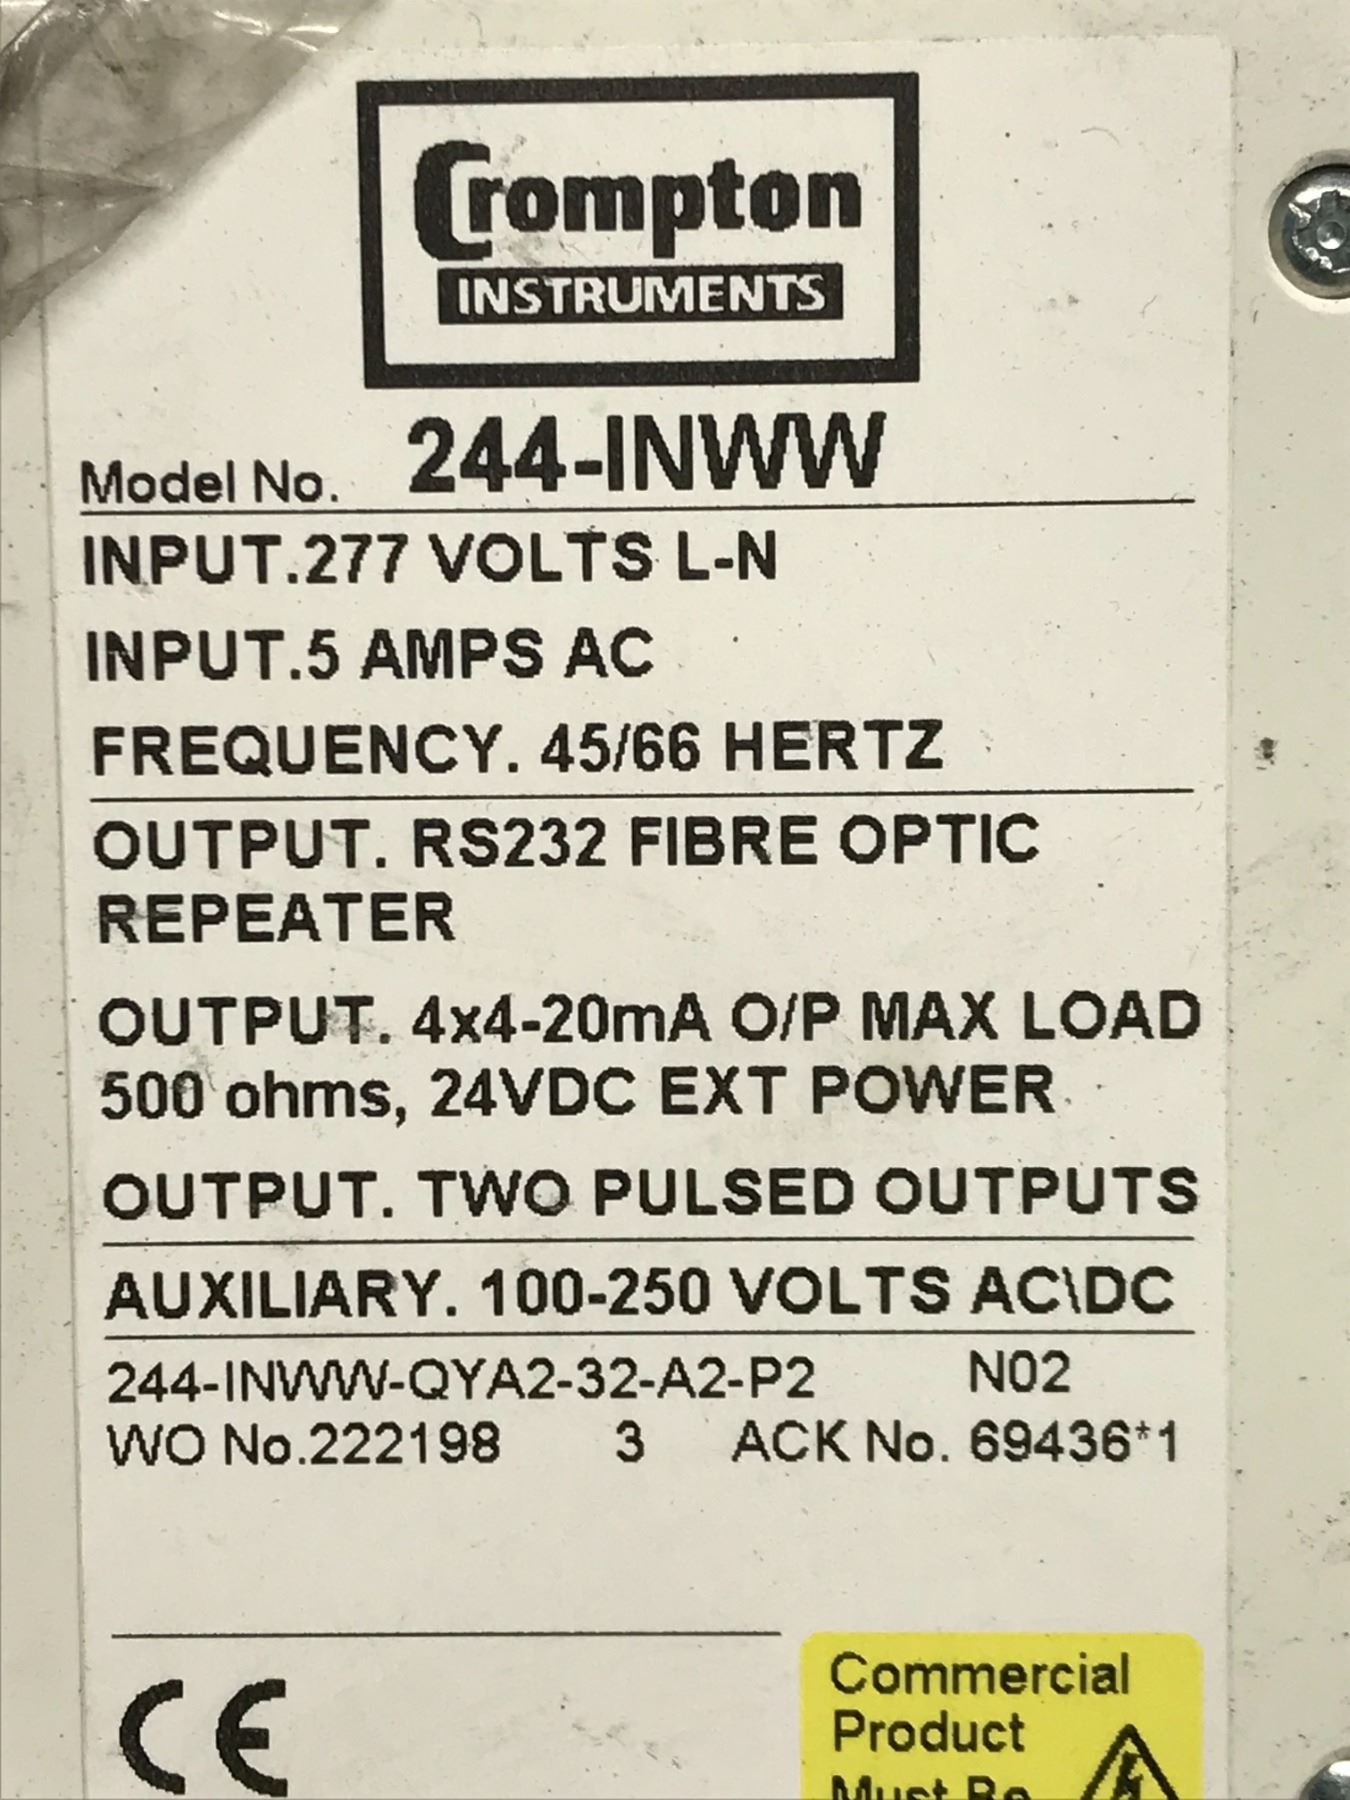 Crompton
INSTRUMENTS
Model No. 244-INWW
INPUT.277 VOLTS L-N
INPUT.5 AMPS AC
FREQUENCY. 45/66 HERTZ
OUTPUT. RS232 FIBRE OPTIC
REPEATER
OUTPUT. 4x4-20mA O/P MAX LOAD
500 ohms, 24VDC EXT POWER
OUTPUT. TWO PULSED OUTPUTS
AUXILIARY. 100-250 VOLTS AC\DC
244-INWW-QYA2-32-A2-P2 N02
WO No.222198 3 ACK No. 69436*1
CE
Commercial
Product
Must Be